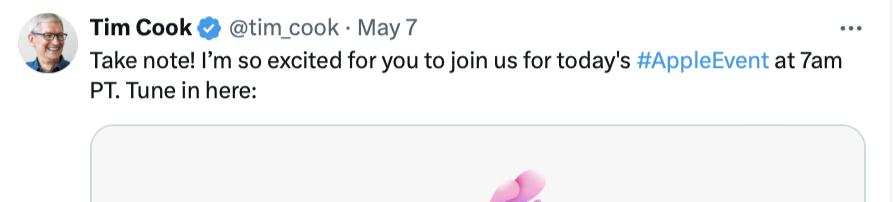 Tim Cook @tim_cook · May 7
Take note! I’m so excited for you to join us for today's #AppleEvent at 7am
PT. Tune in here: